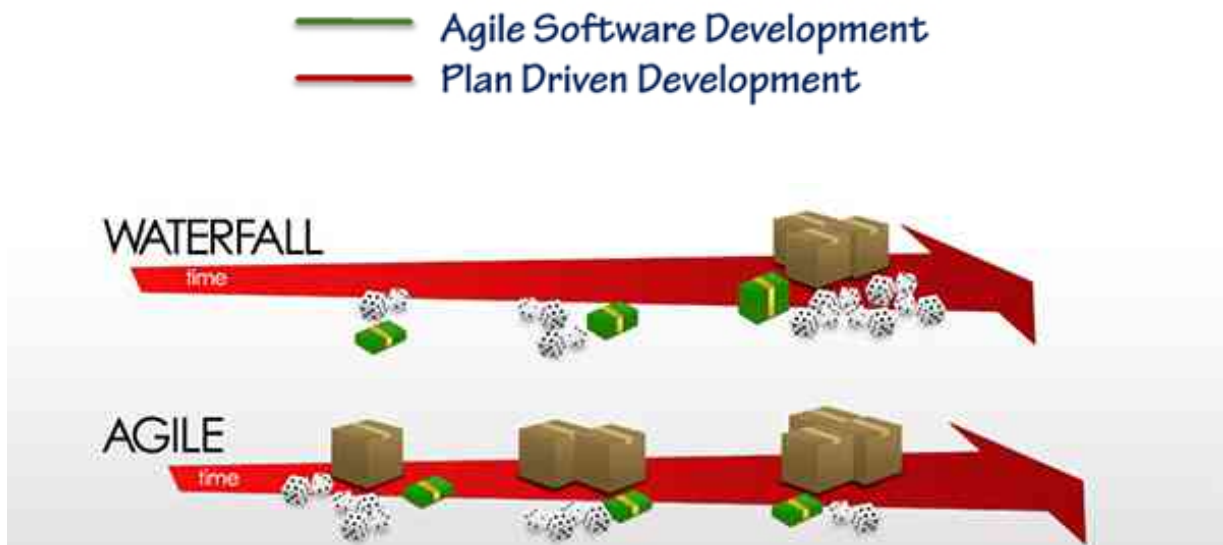 Agile Software Development
Plan Driven Development
WATERFALL
time
AGILE
time